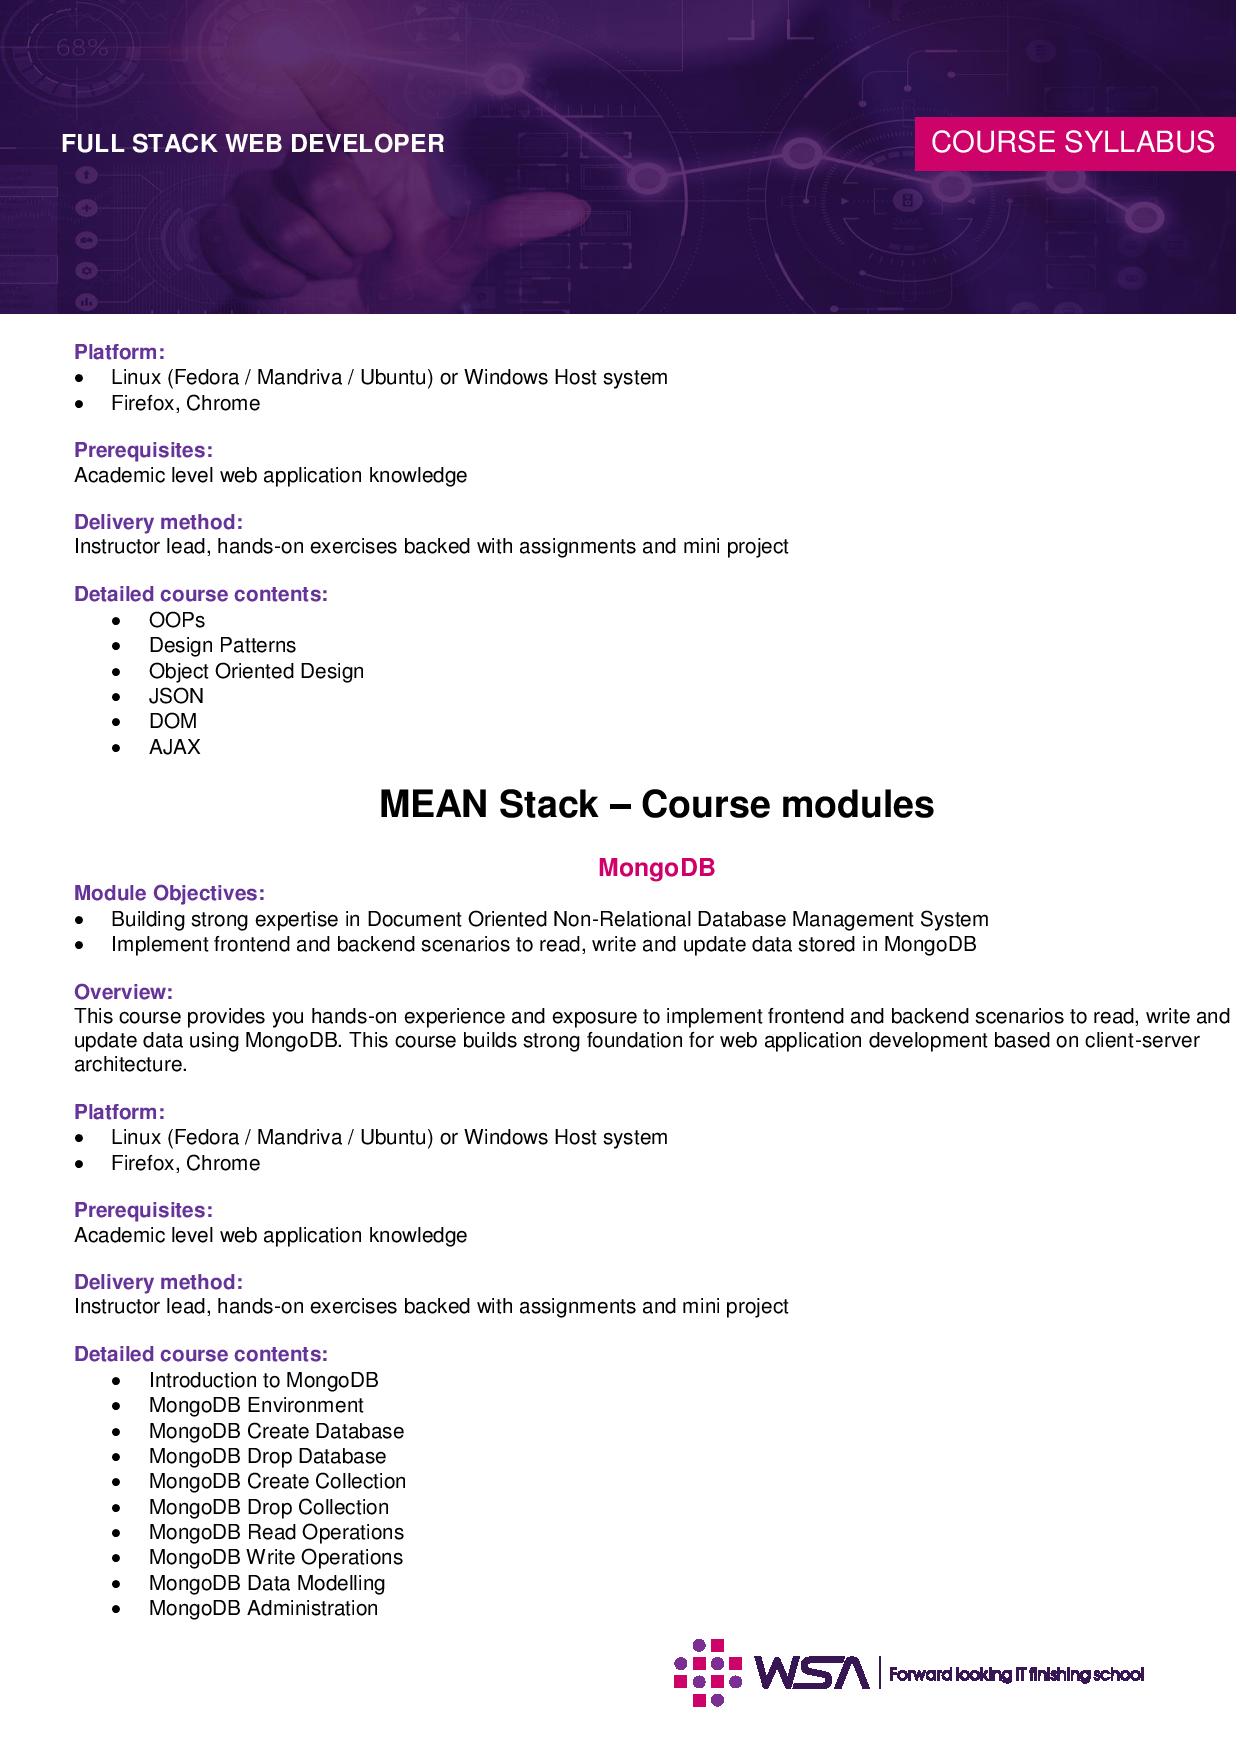 68%
FULL STACK WEB DEVELOPER
COURSE SYLLABUS
Platform:
• Linux (Fedora / Mandriva / Ubuntu) or Windows Host system
• Firefox, Chrome
Prerequisites:
Academic level web application knowledge
Delivery method:
Instructor lead, hands-on exercises backed with assignments and mini project
Detailed course contents:
• OOPs
• Design Patterns
• Object Oriented Design
• JSON
• DOM
• AJAX
MEAN Stack – Course modules
MongoDB
Module Objectives:
• Building strong expertise in Document Oriented Non-Relational Database Management System
• Implement frontend and backend scenarios to read, write and update data stored in MongoDB
Overview:
This course provides you hands-on experience and exposure to implement frontend and backend scenarios to read, write and
update data using MongoDB. This course builds strong foundation for web application development based on client-server
architecture.
Platform:
• Linux (Fedora / Mandriva / Ubuntu) or Windows Host system
• Firefox, Chrome
Prerequisites:
Academic level web application knowledge
Delivery method:
Instructor lead, hands-on exercises backed with assignments and mini project
Detailed course contents:
• Introduction to MongoDB
• MongoDB Environment
• MongoDB Create Database
• MongoDB Drop Database
• MongoDB Create Collection
• MongoDB Drop Collection
• MongoDB Read Operations
• MongoDB Write Operations
• MongoDB Data Modelling
• MongoDB Administration
WSA | Forward looking IT finishing school